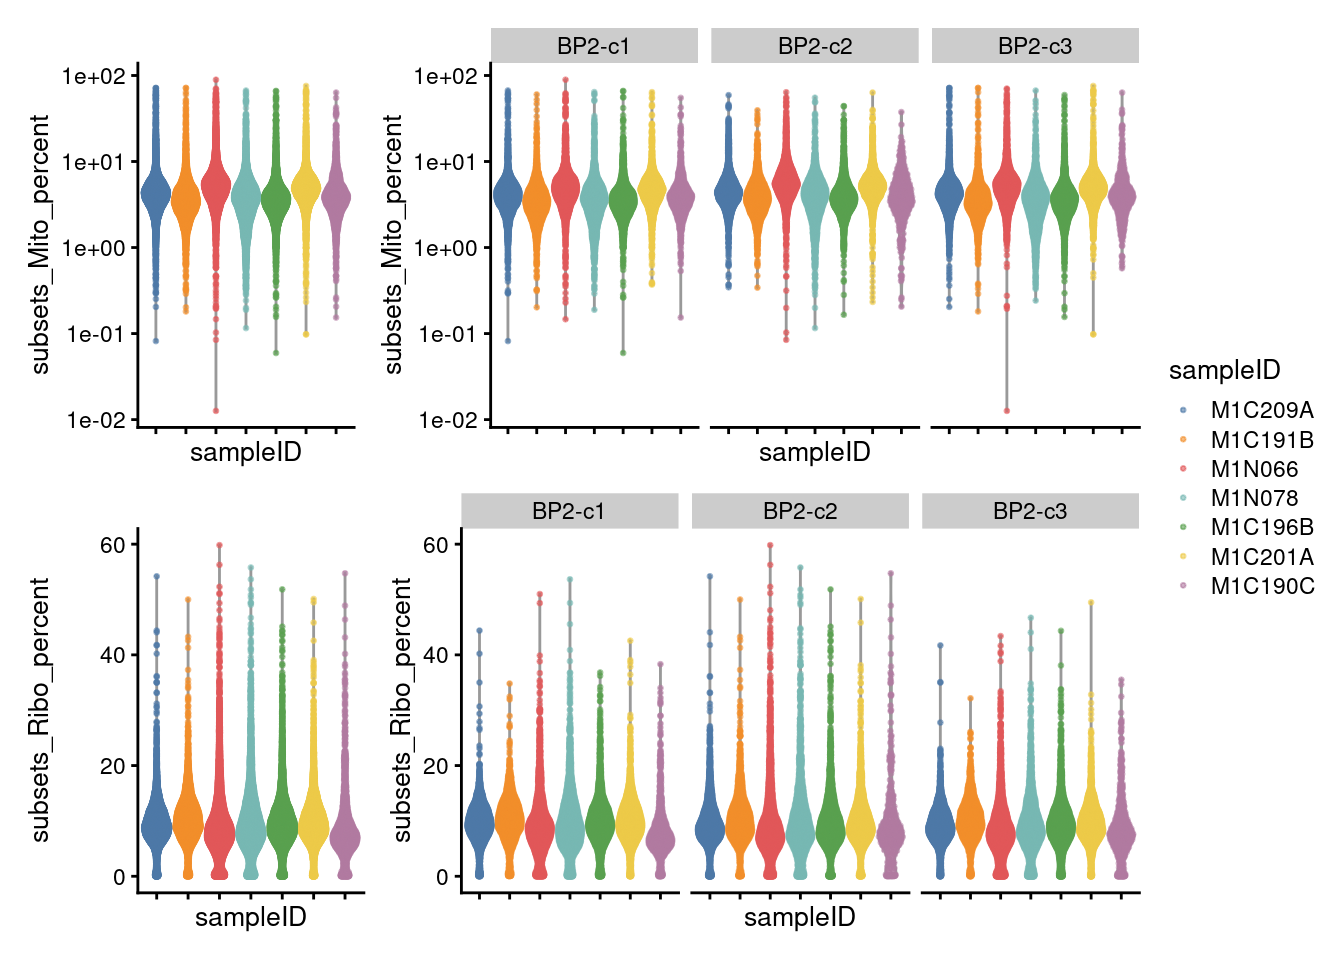 BP2-c1 BP2-c2 BP2-c3
subsets_Mito_percent
1e+02
1e+01
1e+00
1e-01
1e-02
sampleID
subsets_Mito_percent
1e+02
1e+01
1e+00
1e-01
1e-02
sampleID
BP2-c1 BP2-c2 BP2-c3
subsets_Ribo_percent
60
40
20
0
sampleID
subsets_Ribo_percent
60
40
20
0
sampleID
sampleID
M1C209A
M1C191B
M1N066
M1N078
M1C196B
M1C201A
M1C190C